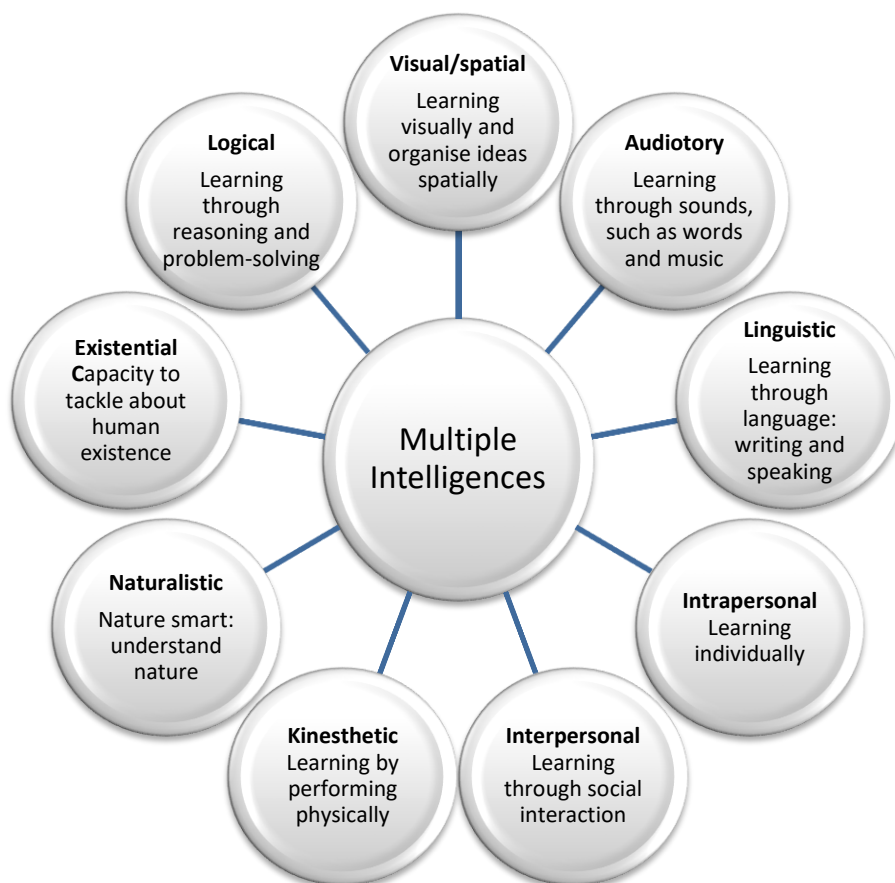 Visual/spatial
Learning
visually and
organise ideas
spatially
Audiotory
Learning
through sounds,
such as words
and music
Linguistic
Learning
through
language:
writing and
speaking
Intrapersonal
Learning
individually
Interpersonal
Learning
through social
interaction
Kinesthetic
Learning by
performing
physically
Naturalistic
Nature smart:
understand
nature
Existential
Capacity to
tackle about
human
existence
Logical
Learning
through
reasoning and
problem-solving
Multiple
Intelligences